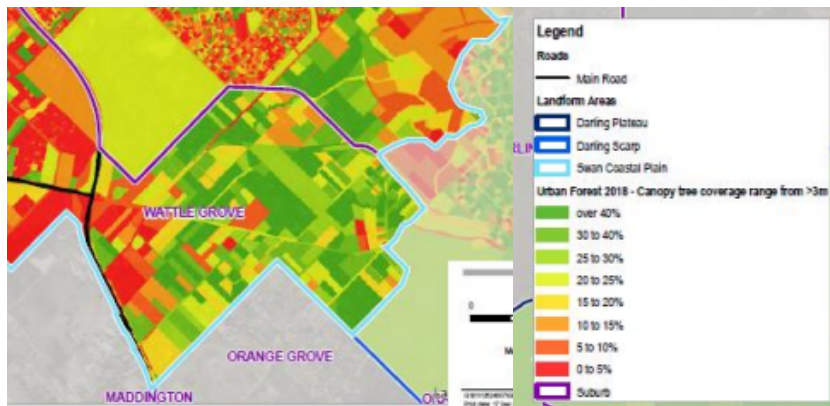 WATTLE GROVE
ORANGE GROVE
MADDINGTON
0
Legend
Roads
Main Road
Landform Areas
Darling Plateau
Darling Scarp
Swan Coastal Plain
Urban Forest 2018 - Canopy tree coverage range from >3m
over 40%
30 to 40%
25 to 30%
20 to 25%
15 to 20%
10 to 15%
5 to 10%
0 to 5%
Suburb